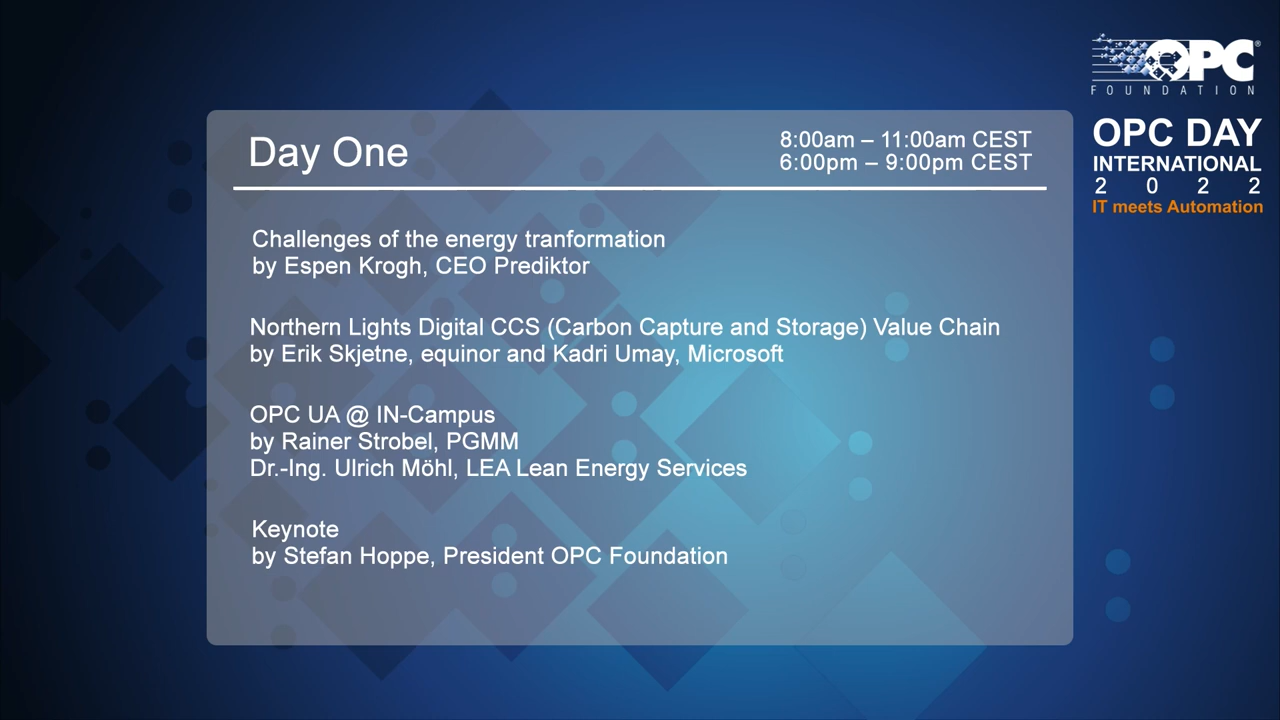 OPC®
FOUNDATION
OPC DAY
INTERNATIONAL
2 0 2 2
IT meets Automation
Day One
8:00am – 11:00am CEST
6:00pm – 9:00pm CEST
Challenges of the energy tranformation
by Espen Krogh, CEO Prediktor
Northern Lights Digital CCS (Carbon Capture and Storage) Value Chain
by Erik Skjetne, equinor and Kadri Umay, Microsoft
OPC UA @ IN-Campus
by Rainer Strobel, PGMM
Dr.-Ing. Ulrich Möhl, LEA Lean Energy Services
Keynote
by Stefan Hoppe, President OPC Foundation